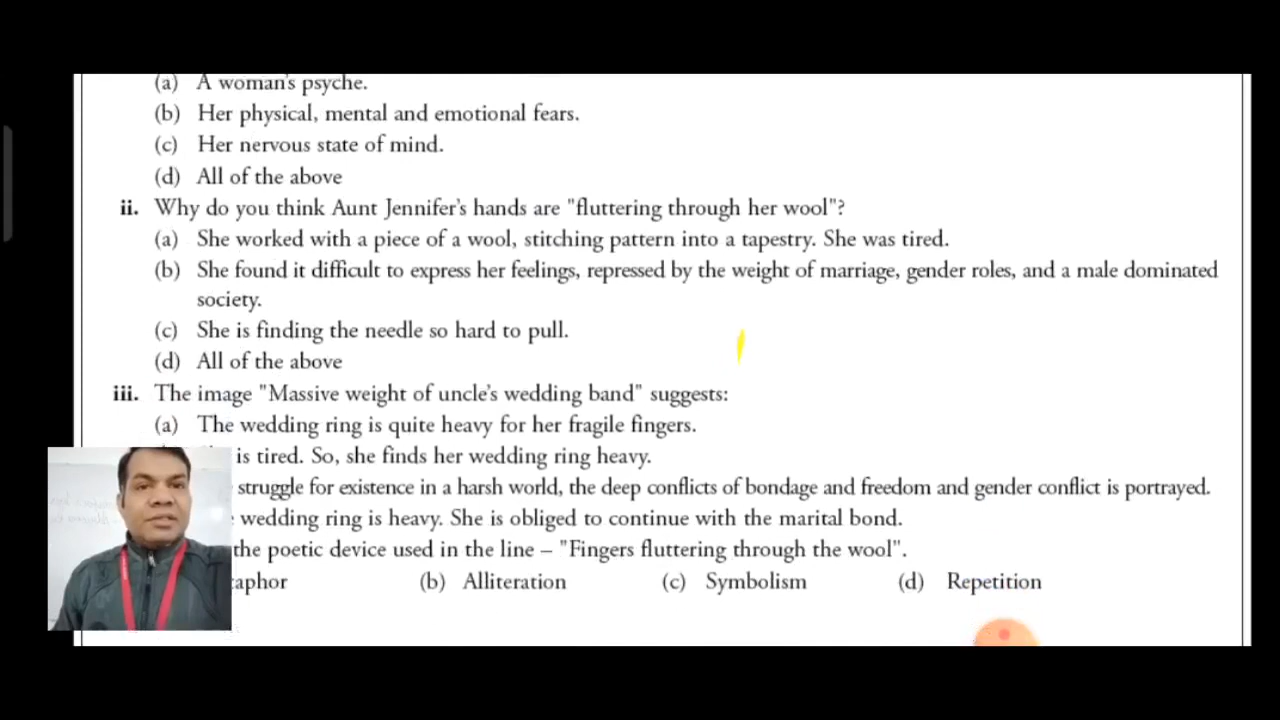 (a) A woman's psyche.
(b) Her physical, mental and emotional fears.
(c) Her nervous state of mind.
(d) All of the above
ii. Why do you think Aunt Jennifer's hands are "fluttering through her wool"?
(a) She worked with a piece of a wool, stitching pattern into a tapestry. She was tired.
(b) She found it difficult to express her feelings, repressed by the weight of marriage, gender roles, and a male dominated
society.
(c) She is finding the needle so hard to pull.
(d) All of the above
iii. The image "Massive weight of uncle's wedding band" suggests:
(a) The wedding ring is quite heavy for her fragile fingers.
is tired. So, she finds her wedding ring heavy.
struggle for existence in a harsh world, the deep conflicts of bondage and freedom and gender conflict is portrayed.
wedding ring is heavy. She is obliged to continue with the marital bond.
the poetic device used in the line – "Fingers fluttering through the wool".
aphor (b) Alliteration (c) Symbolism (d) Repetition